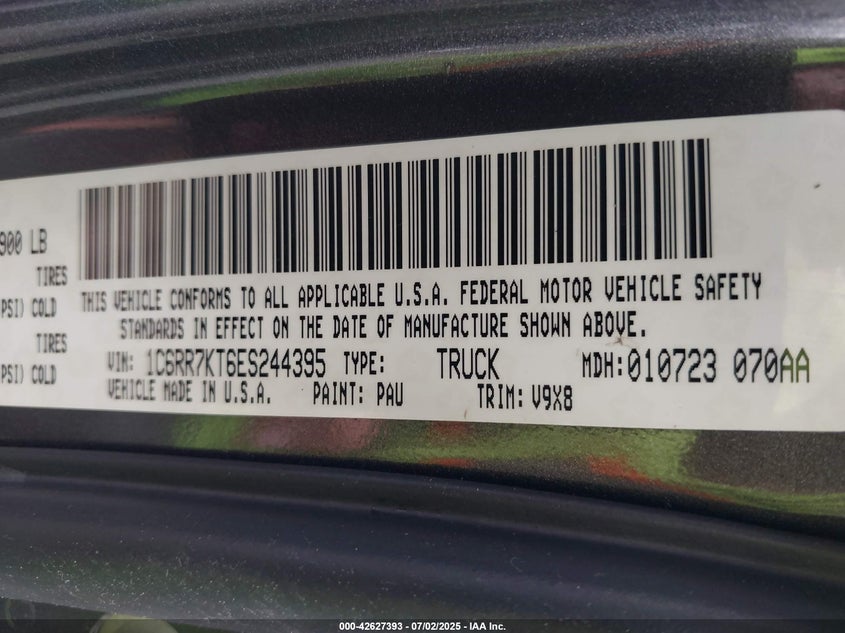 900 LB
TIRES
PSI) COLD
TIRES
PSI) COLD
THIS VEHICLE CONFORMS TO ALL APPLICABLE U.S.A. FEDERAL MOTOR VEHICLE SAFETY
STANDARDS IN EFFECT ON THE DATE OF MANUFACTURE SHOWN ABOVE.
VIN: 1C6RR7KT6ES244395 TYPE: TRUCK MDH: 010723 070AA
VEHICLE MADE IN U.S.A. PAINT: PAU TRIM: V9X8
000-42627393 - 07/02/2025 - IAA Inc.